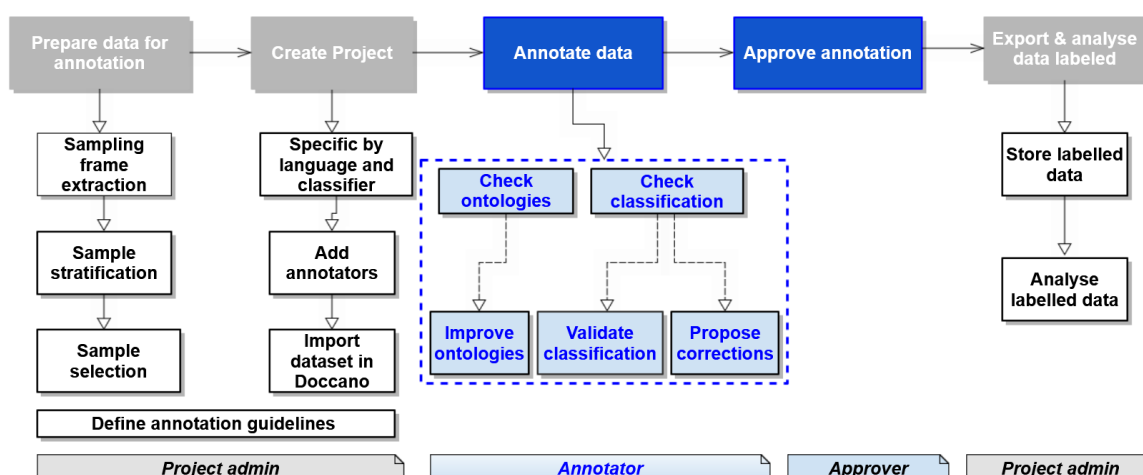 Prepare data for
annotation
Create Project
Annotate data
Approve annotation
Export & analyse
data labeled
Sampling
frame
extraction
Sample
stratification
Sample
selection
Specific by
language and
classifier
Add
annotators
Import
dataset in
Doccano
Define annotation guidelines
Check
ontologies
Check
classification
Improve
ontologies
Validate
classification
Propose
corrections
Store labelled
data
Analyse
labelled data
Project admin
Annotator
Approver
Project admin